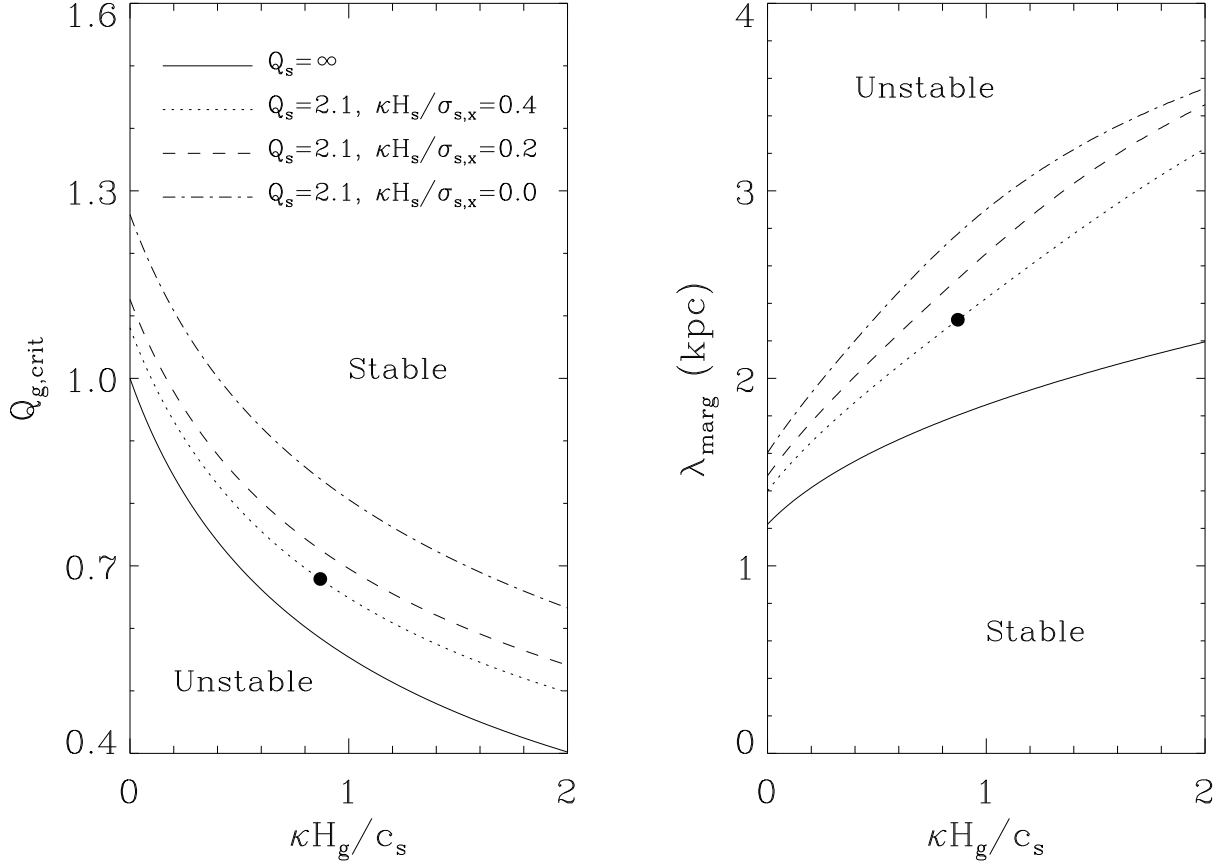 1.6
1.3
1.0
0.7
0.4
Q_g,crit
Q_s=∞
Q_s=2.1, κH_s/σ_s,x=0.4
Q_s=2.1, κH_s/σ_s,x=0.2
Q_s=2.1, κH_s/σ_s,x=0.0
Stable
Unstable
0 1 2
κH_g/c_s
4
3
2
1
0
λ_marg (kpc)
Unstable
Stable
0 1 2
κH_g/c_s